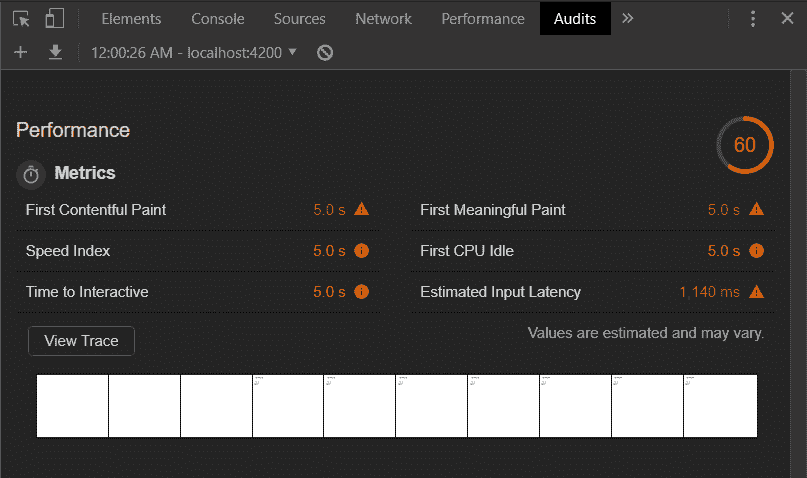 Elements Console Sources Network Performance Audits »
12:00:26 AM - localhost:4200 ▼
Performance
60
Metrics
First Contentful Paint 5.0 s
First Meaningful Paint 5.0 s
Speed Index 5.0 s
First CPU Idle 5.0 s
Time to Interactive 5.0 s
Estimated Input Latency 1,140 ms
View Trace
Values are estimated and may vary.